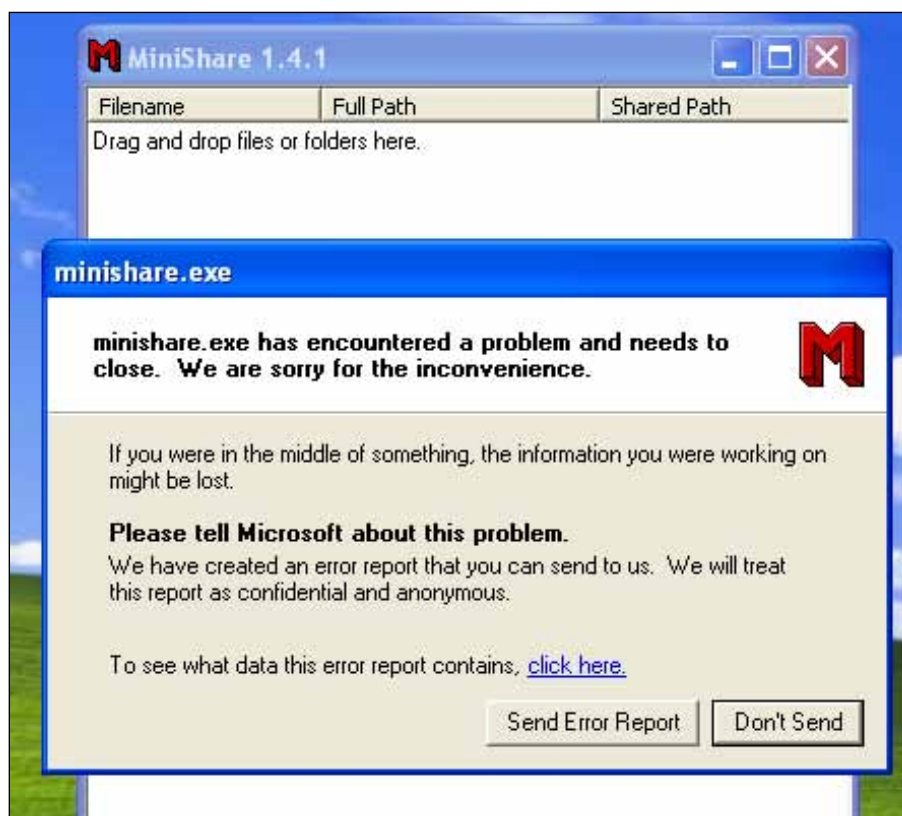 MiniShare 1.4.1
Filename Full Path Shared Path
Drag and drop files or folders here.
minishare.exe
minishare.exe has encountered a problem and needs to
close.  We are sorry for the inconvenience.
If you were in the middle of something, the information you were working on
might be lost.
Please tell Microsoft about this problem.
We have created an error report that you can send to us.  We will treat
this report as confidential and anonymous.
To see what data this error report contains, click here.
Send Error Report Don't Send